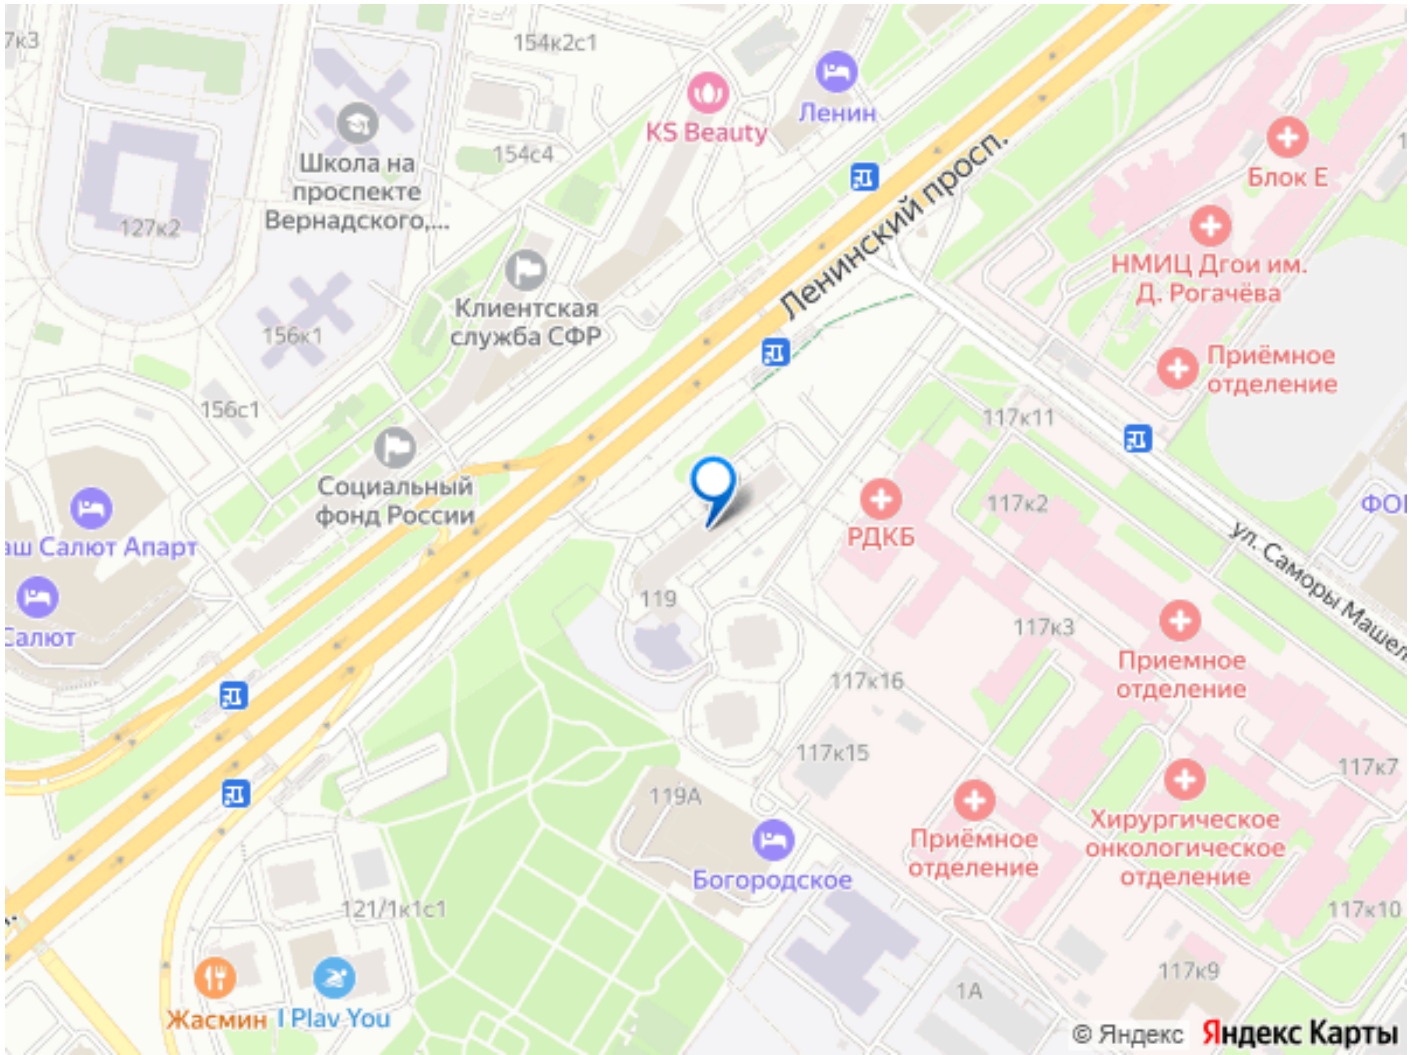 7к3
154к2с1
Ленин
KS Beauty
154с4
Школа на
проспекте
Вернадского,...
127к2
Блок Е
Ленинский просп.
НМИЦ Дгои им.
Д. Рогачёва
Клиентская
служба СФР
156к1
Приёмное
отделение
156с1
117к11
Социальный
фонд России
РДКБ
117к2
ФОК
аш Салют Апарт
ул. Саморы Машел
119
117к3
Салют
Приемное
отделение
117к16
117к15
117к7
119А
Богородское
Приёмное
отделение
Хирургическое
онкологическое
отделение
121/1к1с1
117к10
117к9
1А
Жасмин
I Play You
© Яндекс
Яндекс Карты